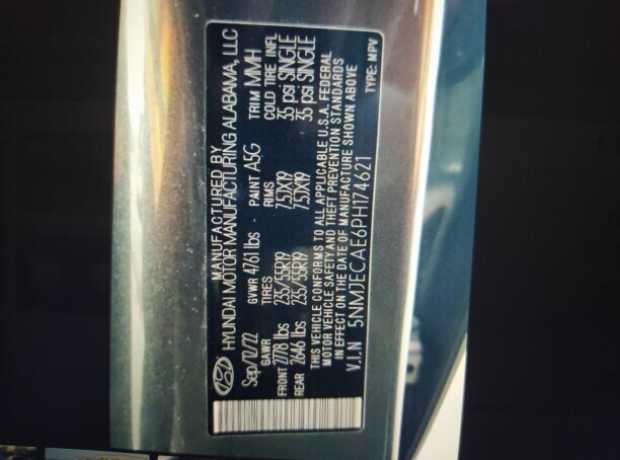 MANUFACTURED BY
HYUNDAI MOTOR MANUFACTURING ALABAMA, LLC
Sep/10/22 GVWR 4761 lbs PAINT A5G TRIM MMH
GAWR TIRES RIMS COLD TIRE INFL
FRONT 2778 lbs 235/55R19 7.5JX19 35 psi SINGLE
REAR 2646 lbs 235/55R19 7.5JX19 35 psi SINGLE
THIS VEHICLE CONFORMS TO ALL APPLICABLE U.S.A. FEDERAL
MOTOR VEHICLE SAFETY AND THEFT PREVENTION STANDARDS
IN EFFECT ON THE DATE OF MANUFACTURE SHOWN ABOVE
V.I.N 5NMJECAE6PH174621 TYPE: MPV